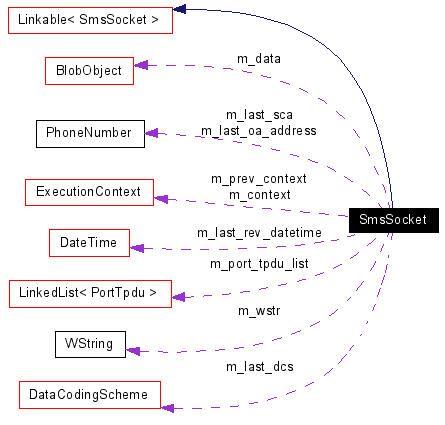 Linkable< SmsSocket >
m_data
BlobObject
m_last_sca
m_last_oa_address
PhoneNumber
m_prev_context
m_context
ExecutionContext
SmsSocket
m_last_rev_datetime
DateTime
m_port_tpdu_list
LinkedList< PortTpdu >
m_wstr
WString
m_last_dcs
DataCodingScheme